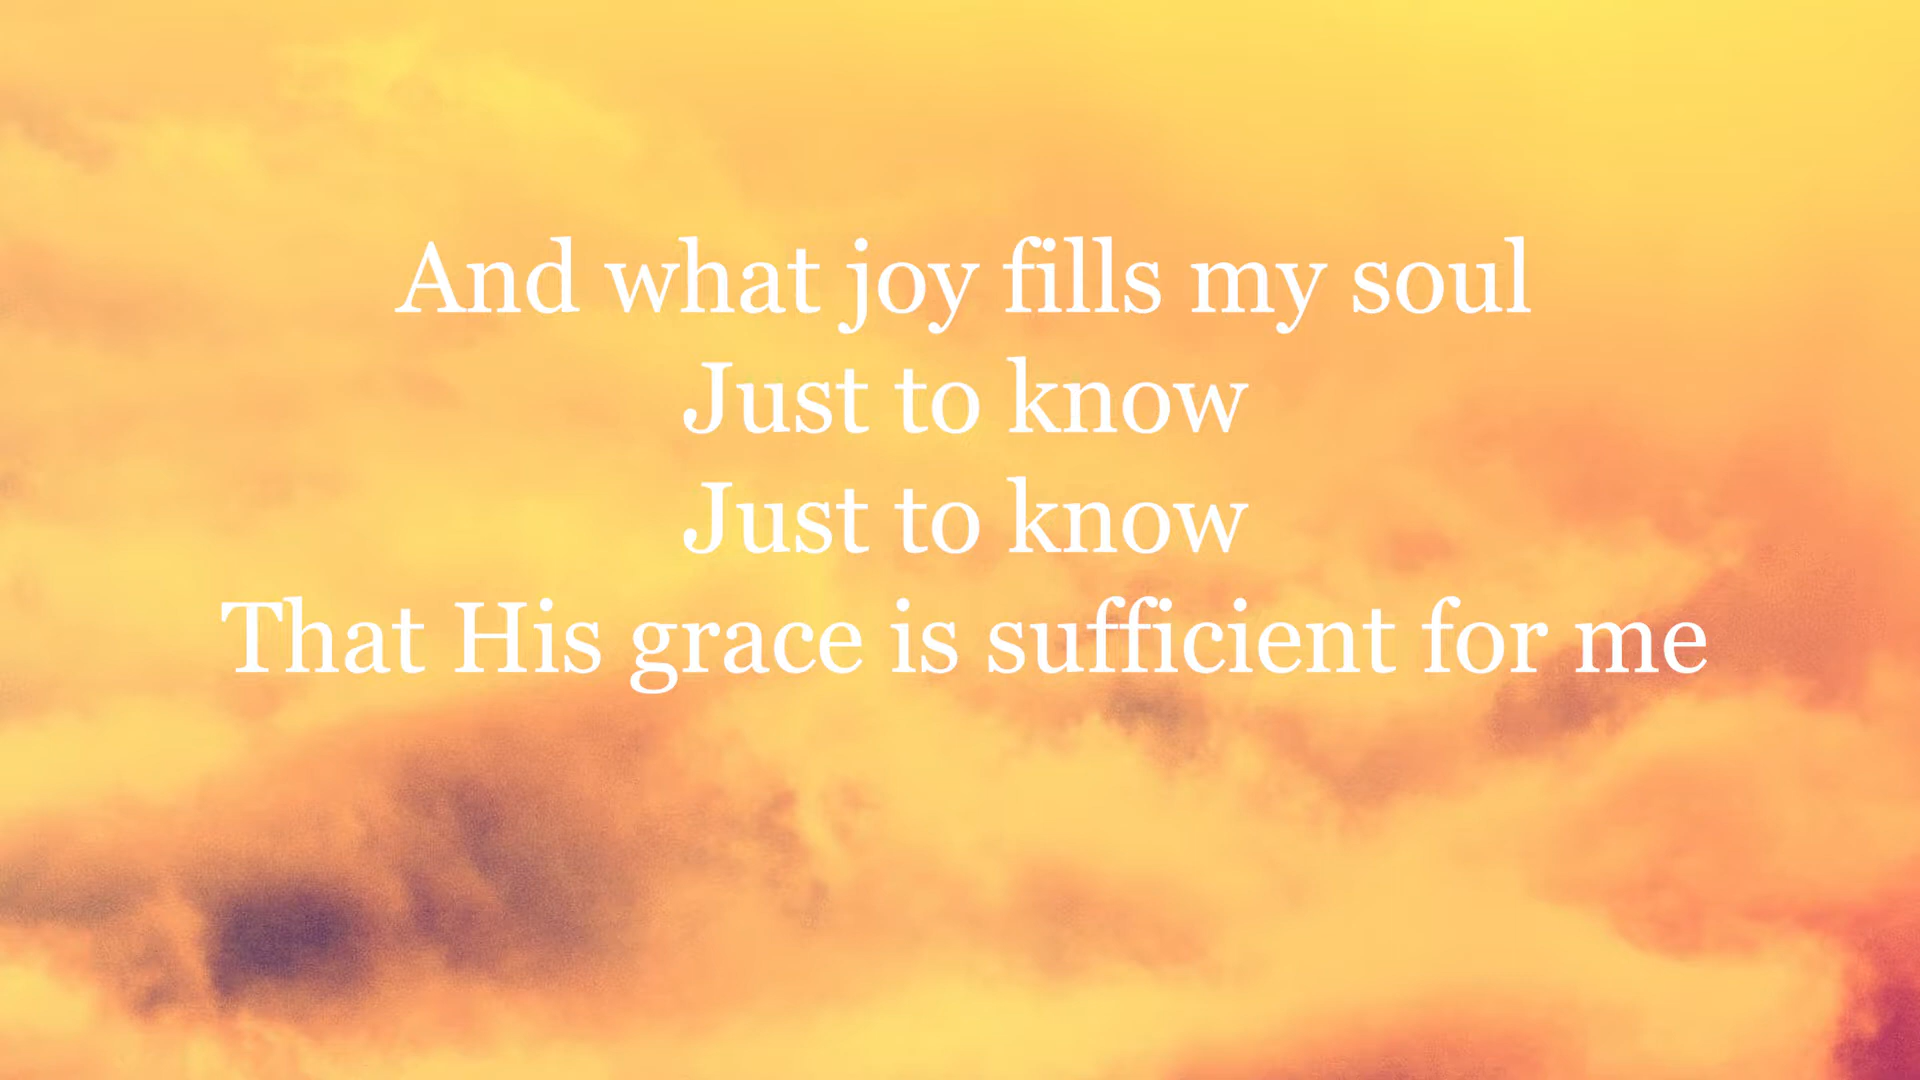 And what joy fills my soul
Just to know
Just to know
That His grace is sufficient for me